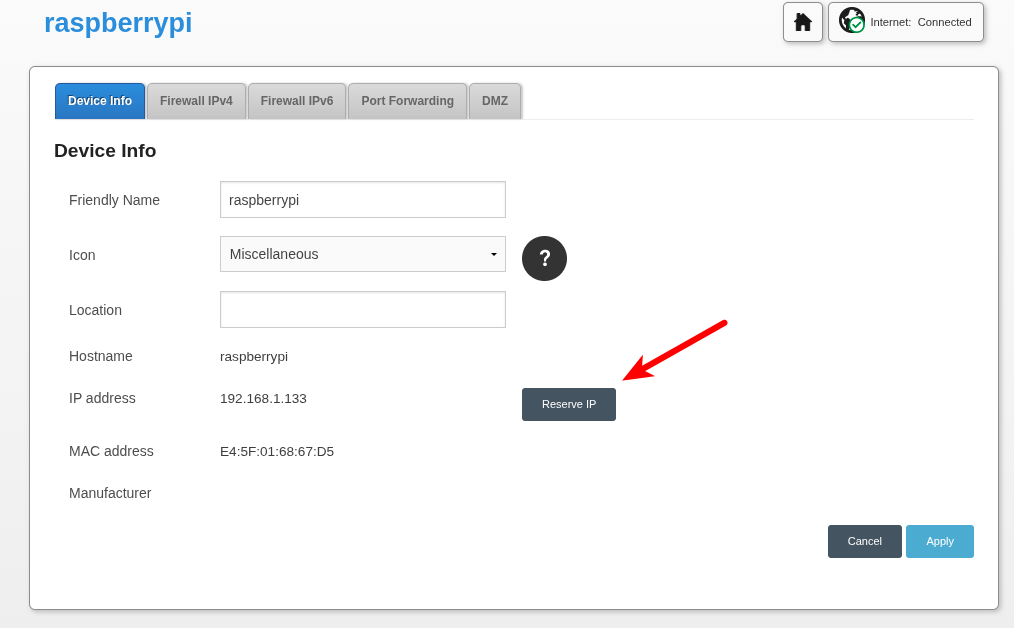 raspberrypi
Internet: Connected
Device Info Firewall IPv4 Firewall IPv6 Port Forwarding DMZ
Device Info
Friendly Name raspberrypi
Icon Miscellaneous ?
Location
Hostname raspberrypi
IP address 192.168.1.133 Reserve IP
MAC address E4:5F:01:68:67:D5
Manufacturer
Cancel Apply